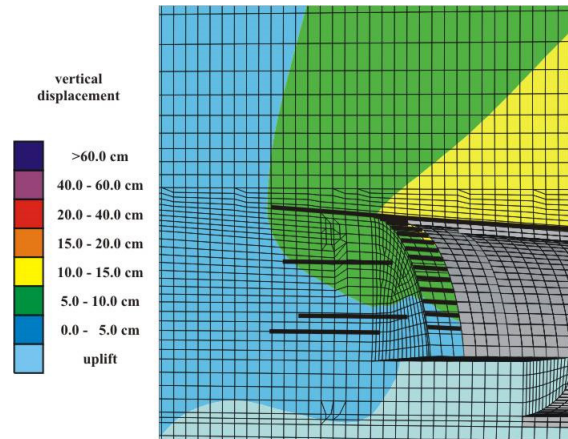 vertical
displacement
>60.0 cm
40.0 - 60.0 cm
20.0 - 40.0 cm
15.0 - 20.0 cm
10.0 - 15.0 cm
5.0 - 10.0 cm
0.0 - 5.0 cm
uplift